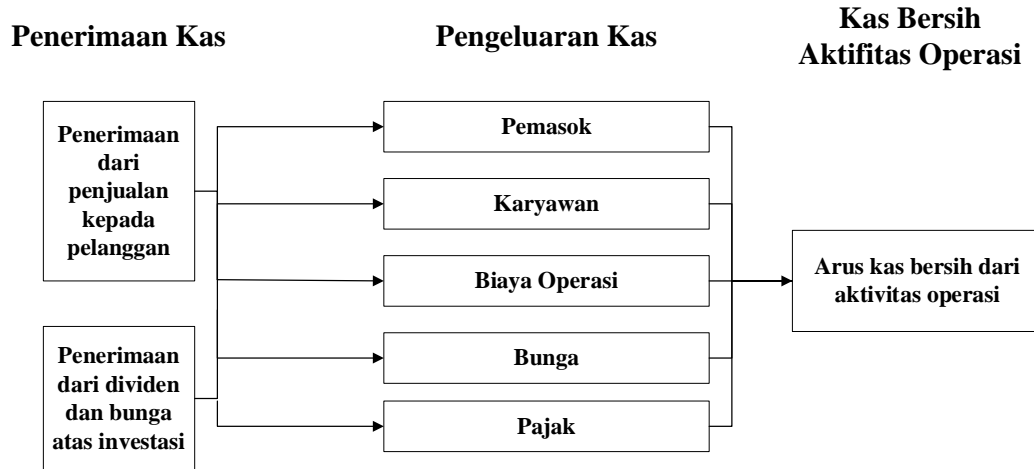 Penerimaan Kas
Pengeluaran Kas
Kas Bersih
Aktifitas Operasi
Penerimaan
dari
penjualan
kepada
pelanggan
Penerimaan
dari dividen
dan bunga
atas investasi
Pemasok
Karyawan
Biaya Operasi
Bunga
Pajak
Arus kas bersih dari
aktivitas operasi